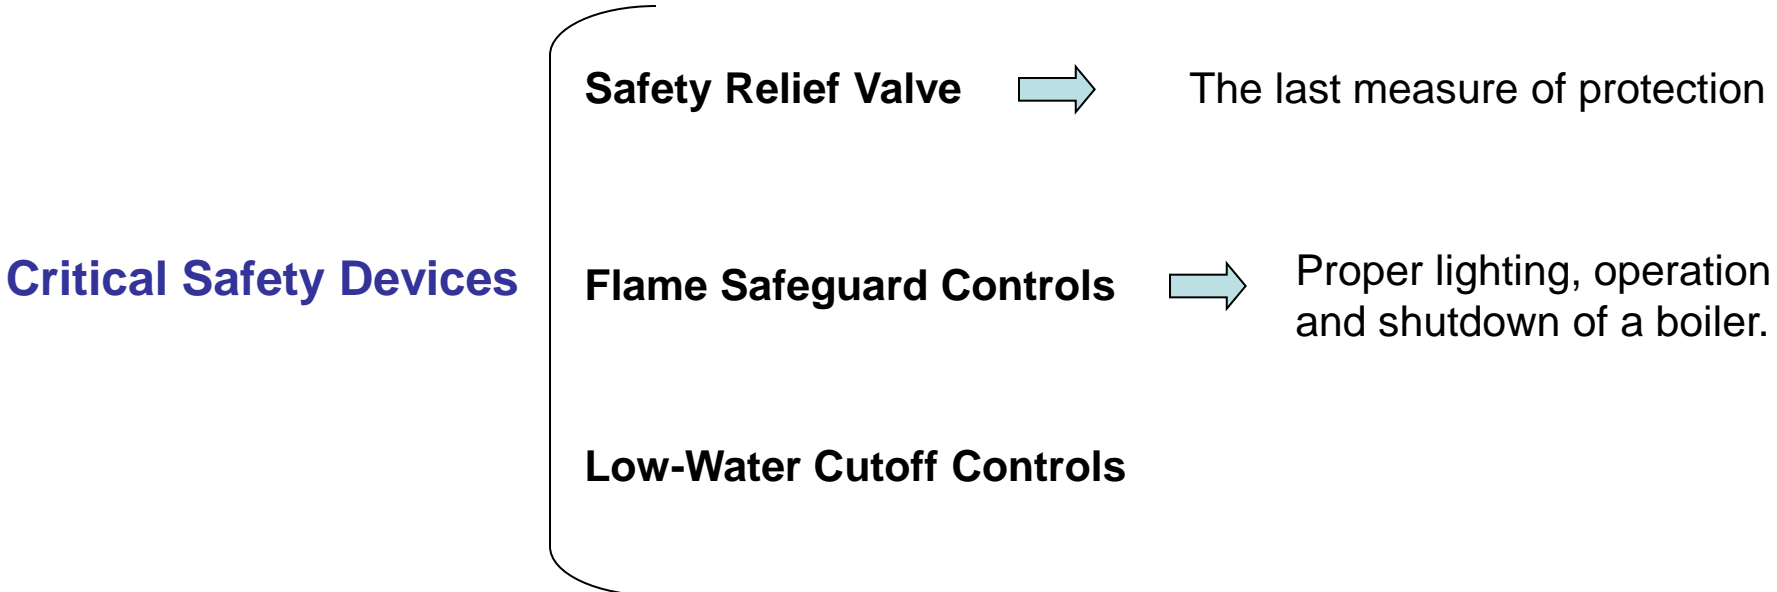 Safety Relief Valve
The last measure of protection
Critical Safety Devices
Flame Safeguard Controls
Proper lighting, operation
and shutdown of a boiler.
Low-Water Cutoff Controls